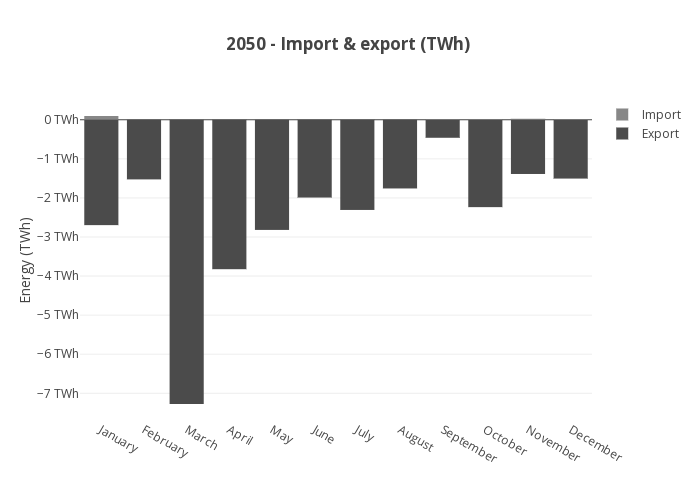 2050 - Import & export (TWh)
Import
Export
Energy (TWh)
0 TWh
−1 TWh
−2 TWh
−3 TWh
−4 TWh
−5 TWh
−6 TWh
−7 TWh
January
February
March
April
May
June
July
August
September
October
November
December